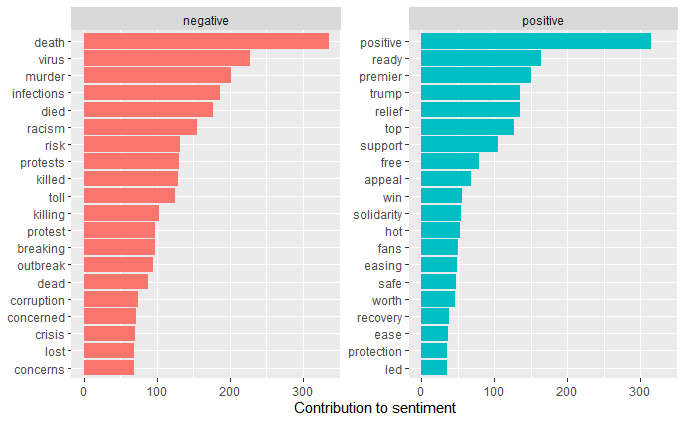 negative
death
virus
murder
infections
died
racism
risk
protests
killed
toll
killing
protest
breaking
outbreak
dead
corruption
concerned
crisis
lost
concerns
0 100 200 300
positive
positive
ready
premier
trump
relief
top
support
free
appeal
win
solidarity
hot
fans
easing
safe
worth
recovery
ease
protection
led
0 100 200 300
Contribution to sentiment